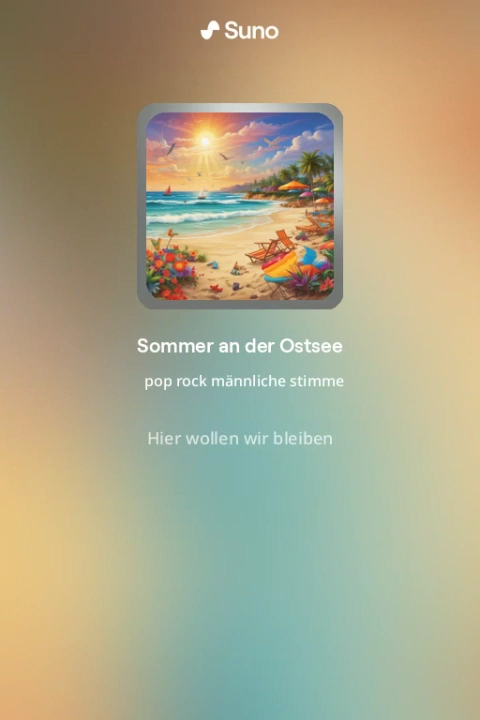 Suno
Sommer an der Ostsee
pop rock männliche stimme
Hier wollen wir bleiben